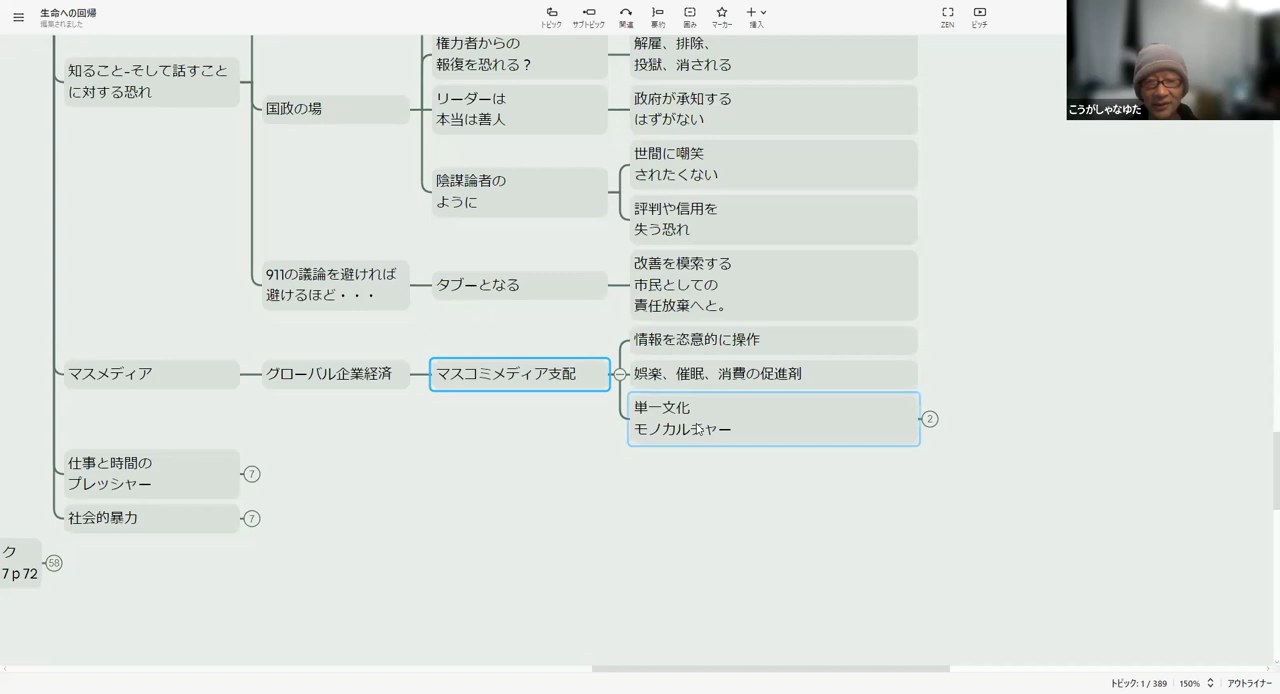 生命への回帰
編集されました
トピック
サブトピック
関連
要約
囲み
マーカー
挿入
ZEN
ピッチ
こうがしゃなゆた
権力者からの
報復を恐れる？
解雇、排除、
投獄、消される
知ること-そして話すこと
に対する恐れ
国政の場
リーダーは
本当は善人
政府が承知する
はずがない
陰謀論者の
ように
世間に嘲笑
されたくない
評判や信用を
失う恐れ
911の議論を避ければ
避けるほど・・・
タブーとなる
改善を模索する
市民としての
責任放棄へと。
マスメディア
グローバル企業経済
マスコミメディア支配
情報を恣意的に操作
娯楽、催眠、消費の促進剤
単一文化
モノカルチャー
2
仕事と時間の
プレッシャー
7
社会的暴力
7
ク
7ｐ72
58
トピック: 1 / 389
150%
アウトライナー